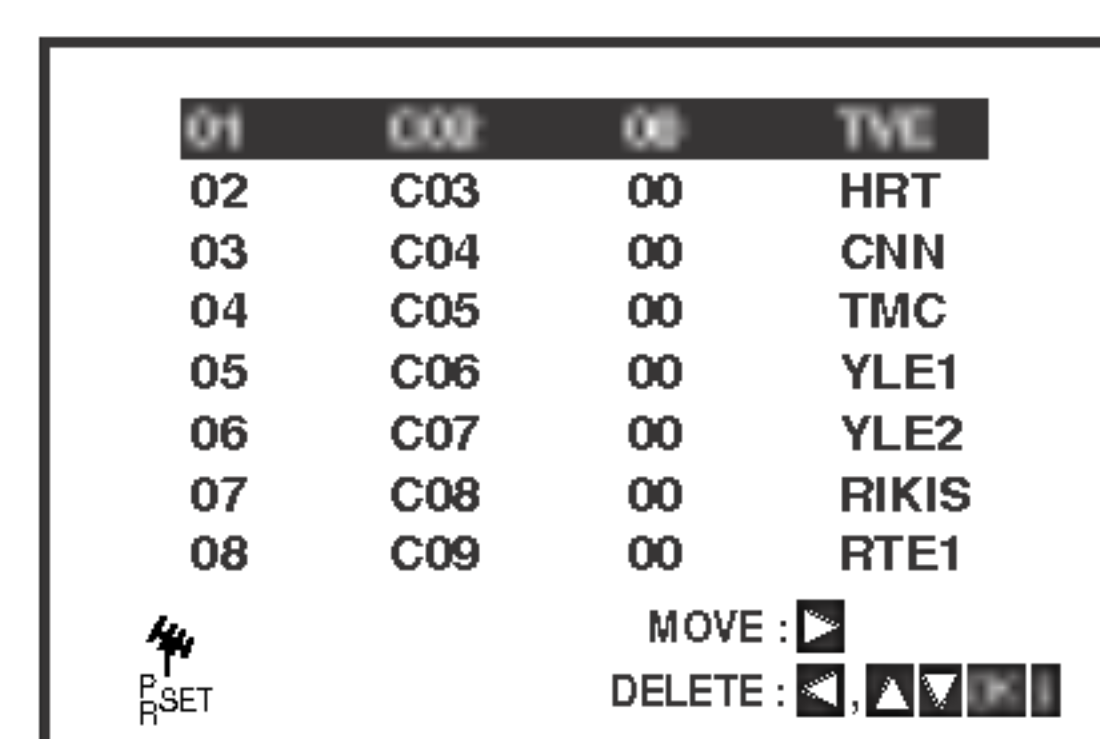 01 C02 00 TVE
02 C03 00 HRT
03 C04 00 CNN
04 C05 00 TMC
05 C06 00 YLE1
06 C07 00 YLE2
07 C08 00 RIKIS
08 C09 00 RTE1
MOVE : ▷
PR SET
DELETE : ◁ , △ ▽ OK